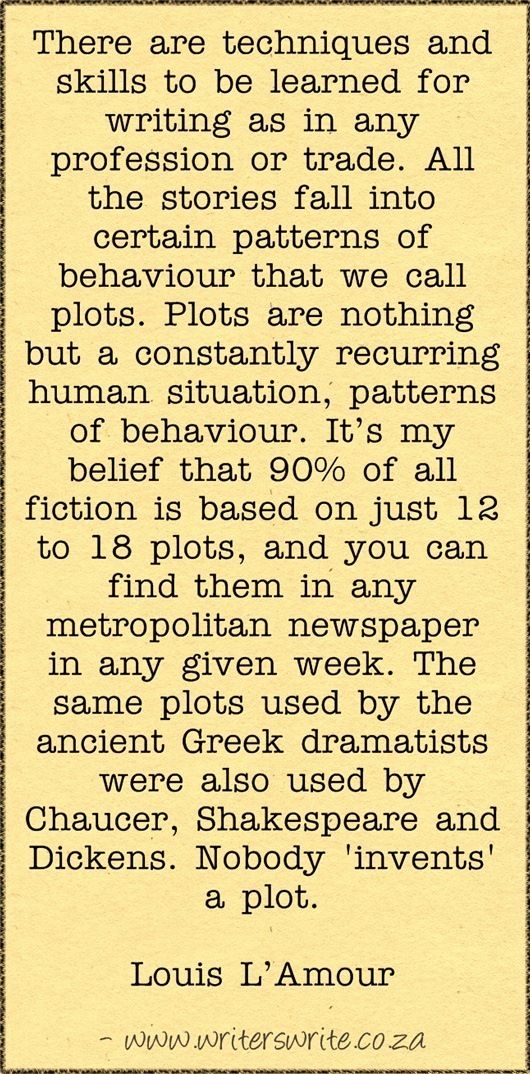 There are techniques and
skills to be learned for
writing as in any
profession or trade. All
the stories fall into
certain patterns of
behaviour that we call
plots. Plots are nothing
but a constantly recurring
human situation, patterns
of behaviour. It’s my
belief that 90% of all
fiction is based on just 12
to 18 plots, and you can
find them in any
metropolitan newspaper
in any given week. The
same plots used by the
ancient Greek dramatists
were also used by
Chaucer, Shakespeare and
Dickens. Nobody 'invents'
a plot.
Louis L’Amour
- www.writerswrite.co.za